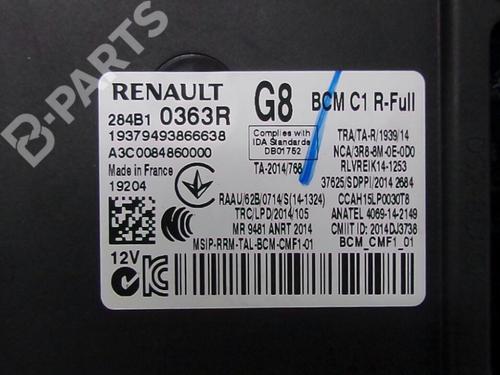 B-PARTS
RENAULT
284B1 0363R
19379493866638
A3C0084860000
Made in France
19204
12V
G8 BCM C1 R-Full
Complies with
IDA Standards
DB01752
TA-2014/768
TRA/TA-R/1939/14
NCA/3R8-8M-0E-0D0
RLVREIK14-1253
37625/SDPPI/2014 2684
RAAU/62B/0714/S(14-1324)
CCAH15LP0030T8
TRC/LPD/2014/105
ANATEL 4069-14-2149
MR 9481 ANRT 2014
CMIIT ID: 2014DJ3738
MSIP-RRM-TAL-BCM-CMF1-01
BCM_CMF1_01